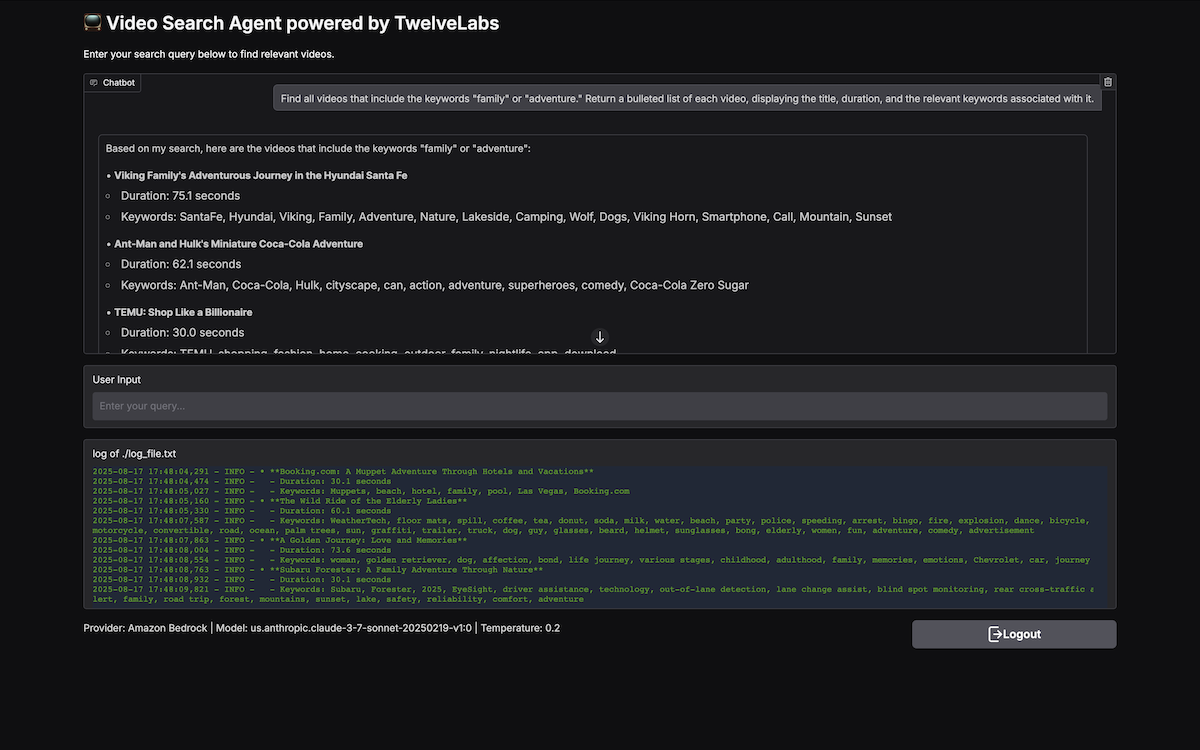 Video Search Agent powered by TwelveLabs
Enter your search query below to find relevant videos.
Chatbot
Find all videos that include the keywords "family" or "adventure." Return a bulleted list of each video, displaying the title, duration, and the relevant keywords associated with it.
Based on my search, here are the videos that include the keywords "family" or "adventure":
• Viking Family's Adventurous Journey in the Hyundai Santa Fe
○ Duration: 75.1 seconds
○ Keywords: SantaFe, Hyundai, Viking, Family, Adventure, Nature, Lakeside, Camping, Wolf, Dogs, Viking Horn, Smartphone, Call, Mountain, Sunset
• Ant-Man and Hulk's Miniature Coca-Cola Adventure
○ Duration: 62.1 seconds
○ Keywords: Ant-Man, Coca-Cola, Hulk, cityscape, can, action, adventure, superheroes, comedy, Coca-Cola Zero Sugar
• TEMU: Shop Like a Billionaire
○ Duration: 30.0 seconds
○ Keywords: TEMU, shopping, fashion, home, cooking, outdoor, family, nightlife, app, download
User Input
Enter your query...
log of ./log_file.txt
2025-08-17 17:48:04,291 - INFO - • **Booking.com: A Muppet Adventure Through Hotels and Vacations**
2025-08-17 17:48:04,474 - INFO -   - Duration: 30.1 seconds
2025-08-17 17:48:05,027 - INFO -   - Keywords: Muppets, beach, hotel, family, pool, Las Vegas, Booking.com
2025-08-17 17:48:05,160 - INFO - • **The Wild Ride of the Elderly Ladies**
2025-08-17 17:48:05,330 - INFO -   - Duration: 60.1 seconds
2025-08-17 17:48:07,587 - INFO -   - Keywords: WeatherTech, floor mats, spill, coffee, tea, donut, soda, milk, water, beach, party, police, speeding, arrest, bingo, fire, explosion, dance, bicycle,
motorcycle, convertible, road, ocean, palm trees, sun, graffiti, trailer, truck, dog, guy, glasses, beard, helmet, sunglasses, bong, elderly, women, fun, adventure, comedy, advertisement
2025-08-17 17:48:07,863 - INFO - • **A Golden Journey: Love and Memories**
2025-08-17 17:48:08,004 - INFO -   - Duration: 73.6 seconds
2025-08-17 17:48:08,554 - INFO -   - Keywords: woman, golden retriever, dog, affection, bond, life journey, various stages, childhood, adulthood, family, memories, emotions, Chevrolet, car, journey
2025-08-17 17:48:08,763 - INFO - • **Subaru Forester: A Family Adventure Through Nature**
2025-08-17 17:48:08,932 - INFO -   - Duration: 30.1 seconds
2025-08-17 17:48:09,821 - INFO -   - Keywords: Subaru, Forester, 2025, EyeSight, driver assistance, technology, out-of-lane detection, lane change assist, blind spot monitoring, rear cross-traffic a
lert, family, road trip, forest, mountains, sunset, lake, safety, reliability, comfort, adventure
Provider: Amazon Bedrock | Model: us.anthropic.claude-3-7-sonnet-20250219-v1:0 | Temperature: 0.2
Logout